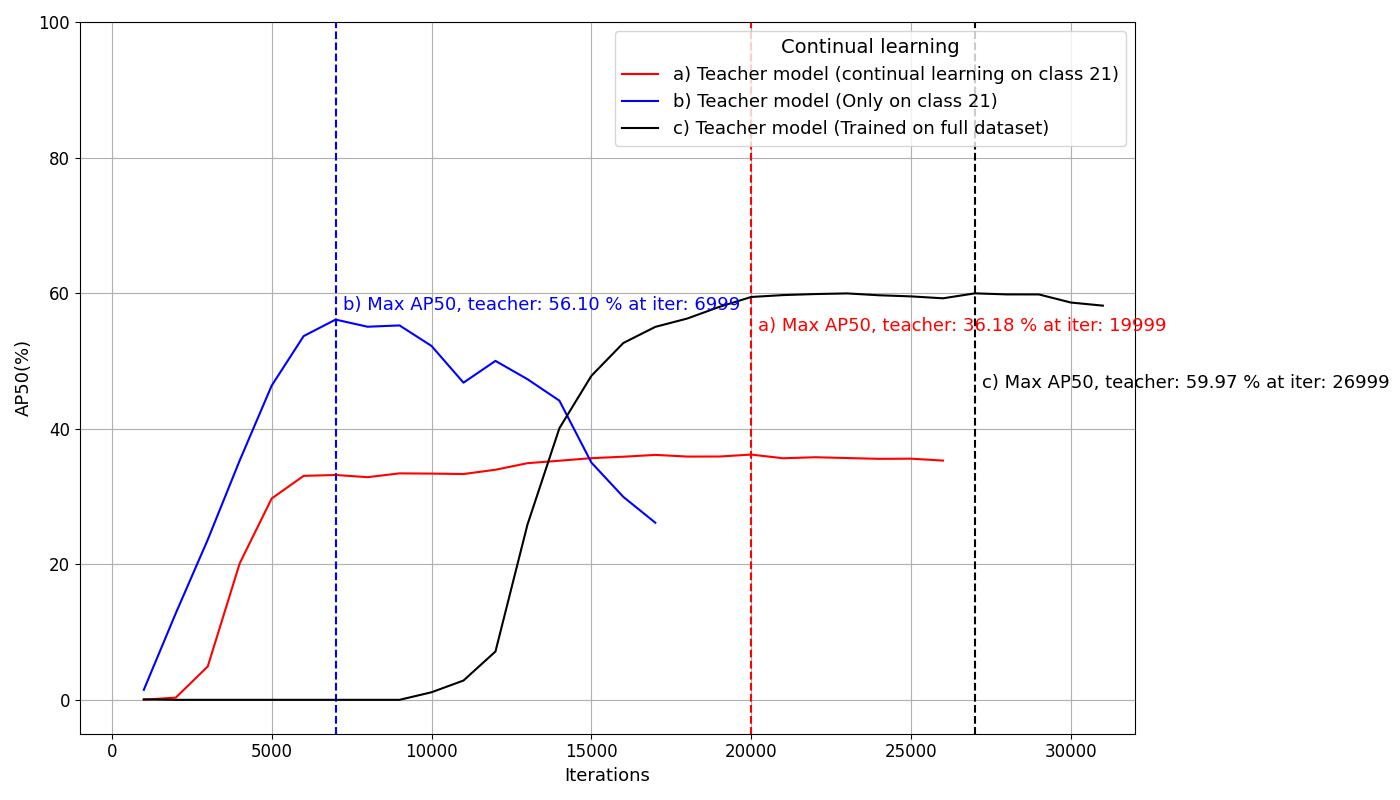 Continual learning
a) Teacher model (continual learning on class 21)
b) Teacher model (Only on class 21)
c) Teacher model (Trained on full dataset)
b) Max AP50, teacher: 56.10 % at iter: 6999
a) Max AP50, teacher: 36.18 % at iter: 19999
c) Max AP50, teacher: 59.97 % at iter: 26999
AP50(%)
100
80
60
40
20
0
0 5000 10000 15000 20000 25000 30000
Iterations